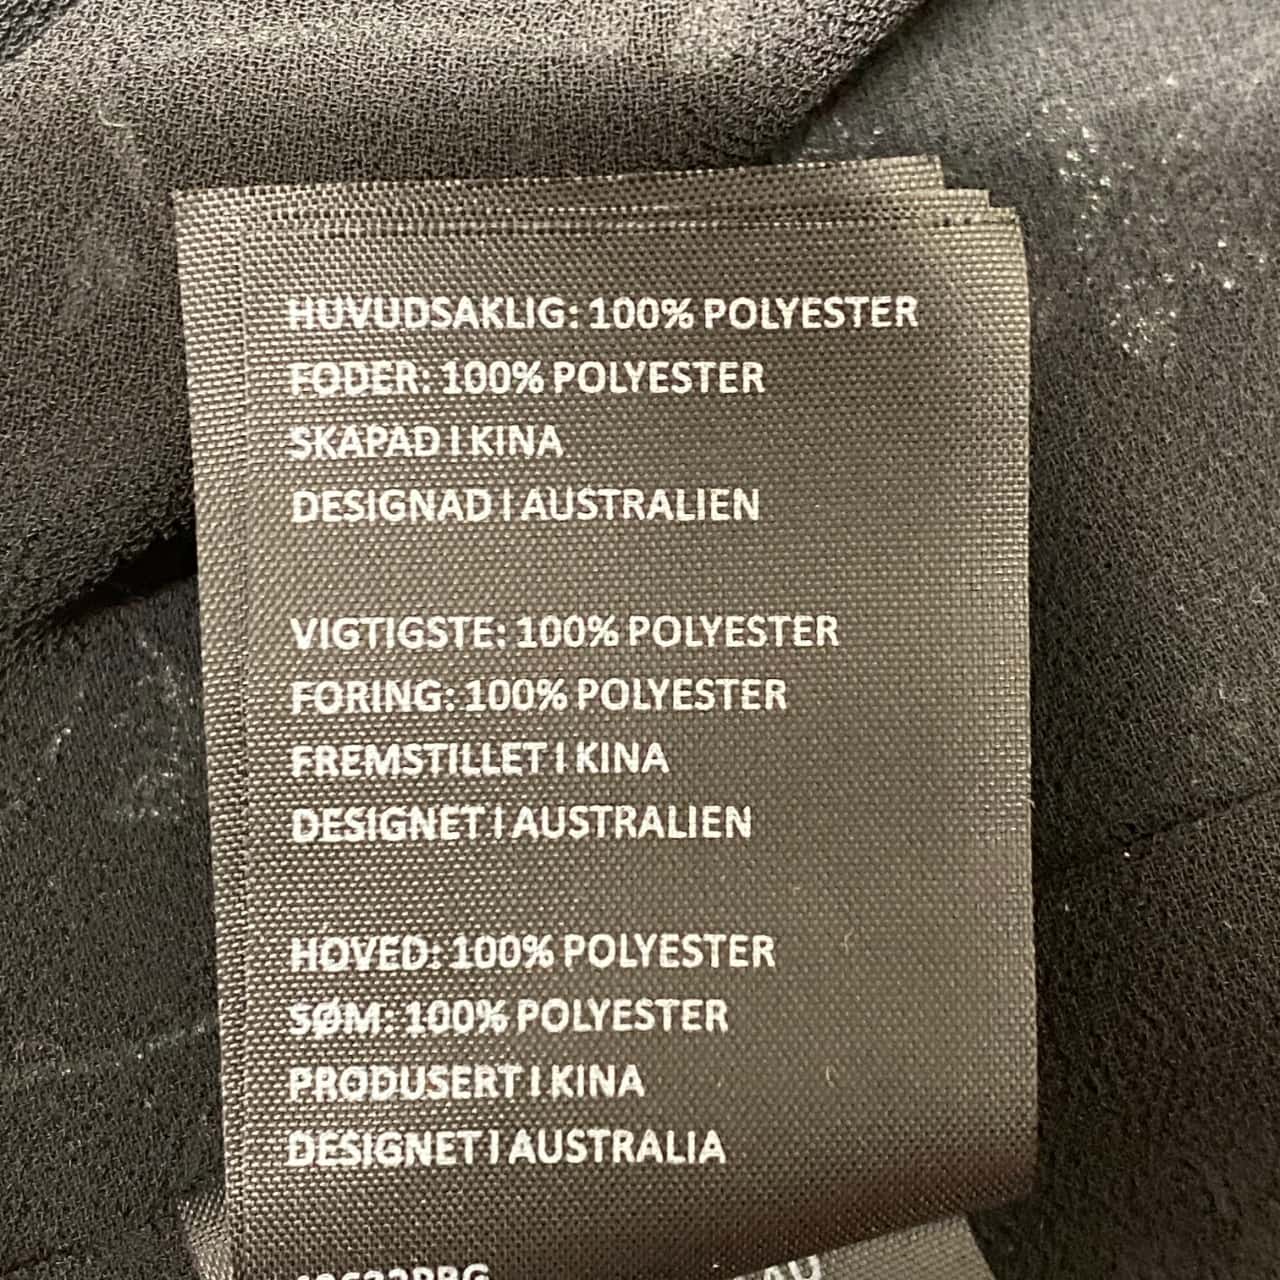 HUVUDSAKLIG: 100% POLYESTER
FODER: 100% POLYESTER
SKAPAD I KINA
DESIGNAD I AUSTRALIEN
VIGTIGSTE: 100% POLYESTER
FORING: 100% POLYESTER
FREMSTILLET I KINA
DESIGNET I AUSTRALIEN
HOVED: 100% POLYESTER
SØM: 100% POLYESTER
PRODUSERT I KINA
DESIGNET I AUSTRALIA